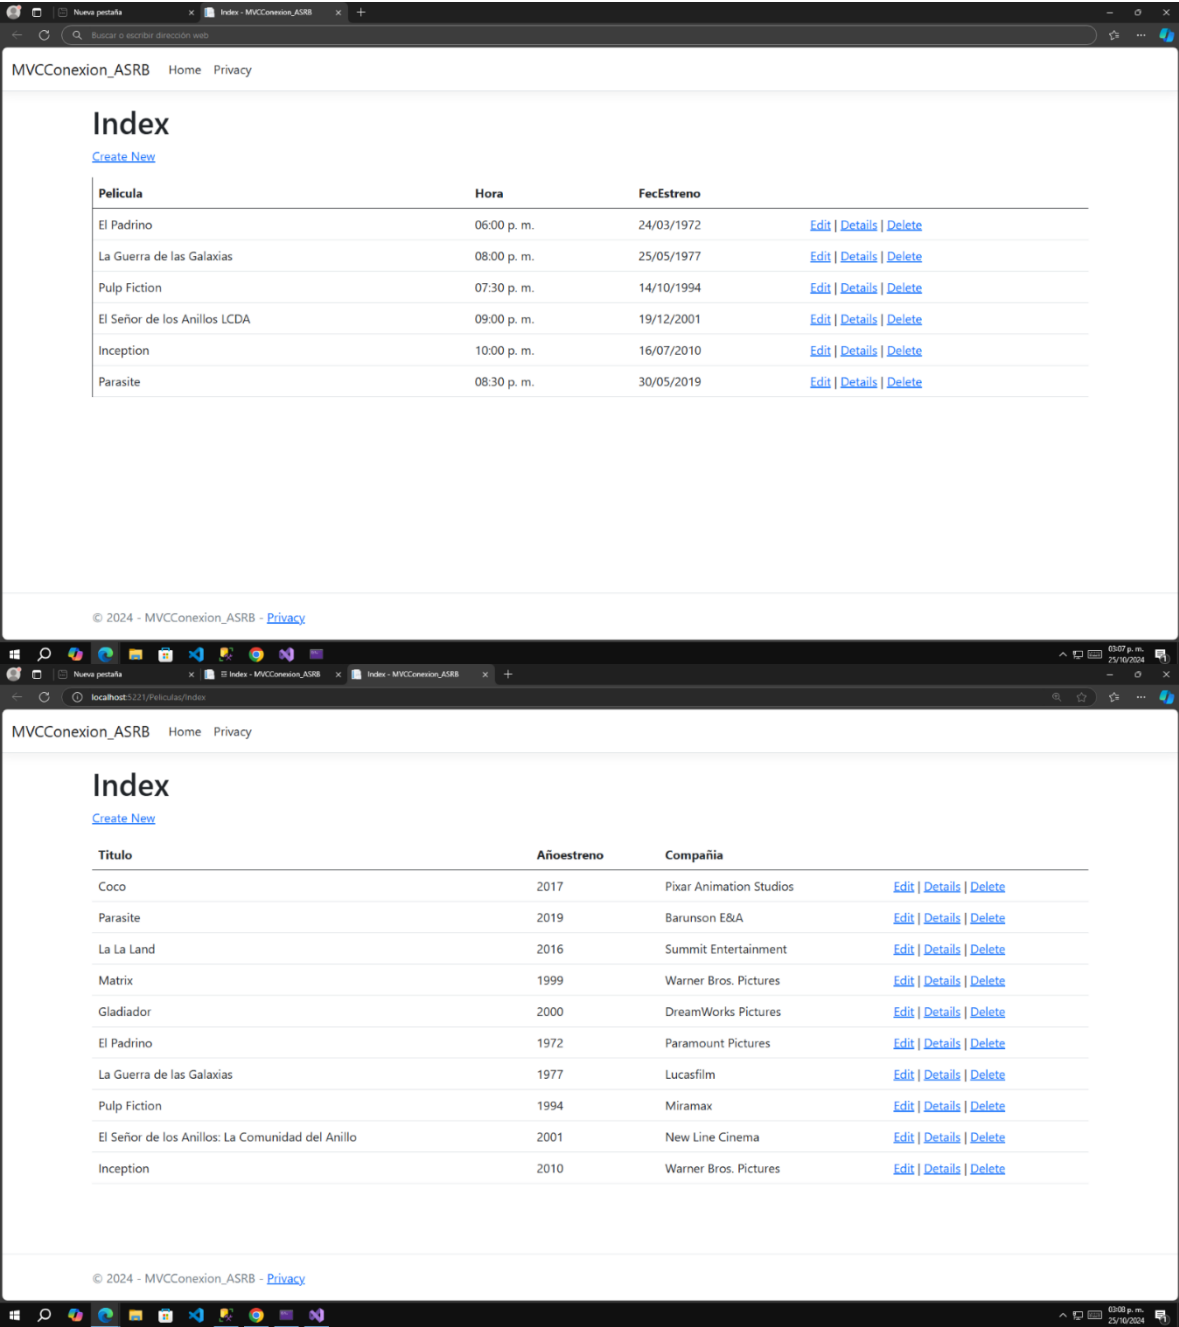 Nueva pestaña
Index - MVCConexion_ASRB
Buscar o escribir dirección web
MVCConexion_ASRB Home Privacy
Index
Create New
Pelicula Hora FecEstreno
El Padrino 06:00 p. m. 24/03/1972 Edit | Details | Delete
La Guerra de las Galaxias 08:00 p. m. 25/05/1977 Edit | Details | Delete
Pulp Fiction 07:30 p. m. 14/10/1994 Edit | Details | Delete
El Señor de los Anillos LCDA 09:00 p. m. 19/12/2001 Edit | Details | Delete
Inception 10:00 p. m. 16/07/2010 Edit | Details | Delete
Parasite 08:30 p. m. 30/05/2019 Edit | Details | Delete
© 2024 - MVCConexion_ASRB - Privacy
03:07 p. m.
25/10/2024
Nueva pestaña
Index - MVCConexion_ASRB
Index - MVCConexion_ASRB
localhost:5221/Peliculas/Index
MVCConexion_ASRB Home Privacy
Index
Create New
Titulo Añoestreno Compañia
Coco 2017 Pixar Animation Studios Edit | Details | Delete
Parasite 2019 Barunson E&A Edit | Details | Delete
La La Land 2016 Summit Entertainment Edit | Details | Delete
Matrix 1999 Warner Bros. Pictures Edit | Details | Delete
Gladiador 2000 DreamWorks Pictures Edit | Details | Delete
El Padrino 1972 Paramount Pictures Edit | Details | Delete
La Guerra de las Galaxias 1977 Lucasfilm Edit | Details | Delete
Pulp Fiction 1994 Miramax Edit | Details | Delete
El Señor de los Anillos: La Comunidad del Anillo 2001 New Line Cinema Edit | Details | Delete
Inception 2010 Warner Bros. Pictures Edit | Details | Delete
© 2024 - MVCConexion_ASRB - Privacy
03:08 p. m.
25/10/2024